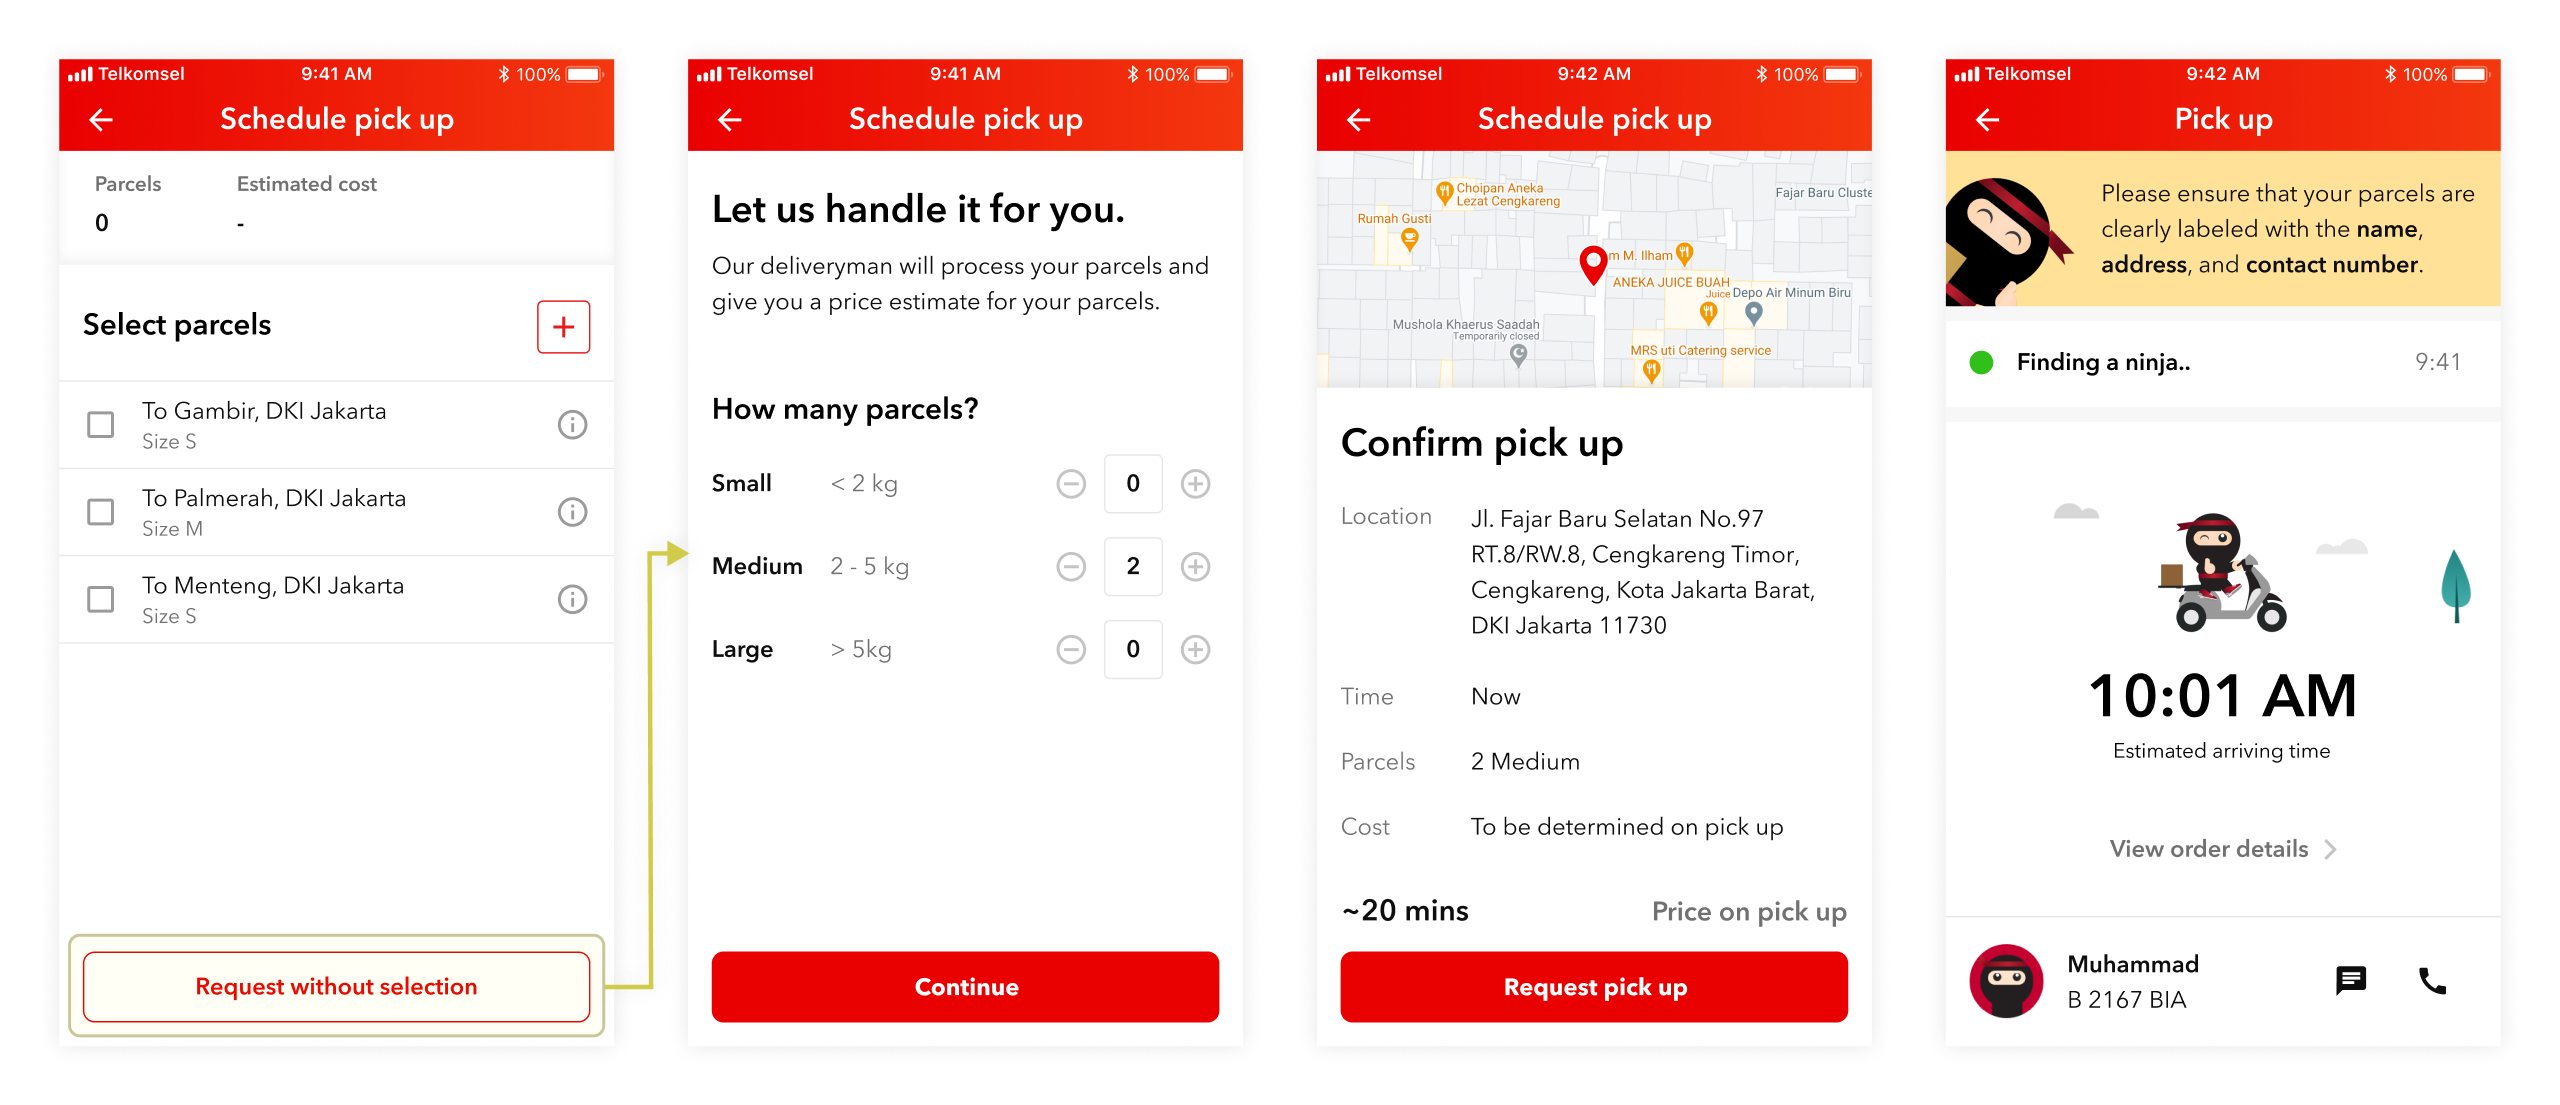 Telkomsel 9:41 AM 100%
Schedule pick up
Parcels Estimated cost
0 -
Select parcels
To Gambir, DKI Jakarta
Size S
To Palmerah, DKI Jakarta
Size M
To Menteng, DKI Jakarta
Size S
Request without selection
Telkomsel 9:41 AM 100%
Schedule pick up
Let us handle it for you.
Our deliveryman will process your parcels and
give you a price estimate for your parcels.
How many parcels?
Small < 2 kg 0
Medium 2 - 5 kg 2
Large > 5kg 0
Continue
Telkomsel 9:42 AM 100%
Schedule pick up
Choipan Aneka
Lezat Cengkareng
Fajar Baru Cluste
Rumah Gusti
m M. Ilham
ANEKA JUICE BUAH
Juice
Depo Air Minum Biru
Mushola Khaerus Saadah
Temporarily closed
MRS uti Catering service
Confirm pick up
Location Jl. Fajar Baru Selatan No.97
RT.8/RW.8, Cengkareng Timor,
Cengkareng, Kota Jakarta Barat,
DKI Jakarta 11730
Time Now
Parcels 2 Medium
Cost To be determined on pick up
~20 mins Price on pick up
Request pick up
Telkomsel 9:42 AM 100%
Pick up
Please ensure that your parcels are
clearly labeled with the name,
address, and contact number.
Finding a ninja.. 9:41
10:01 AM
Estimated arriving time
View order details
Muhammad
B 2167 BIA